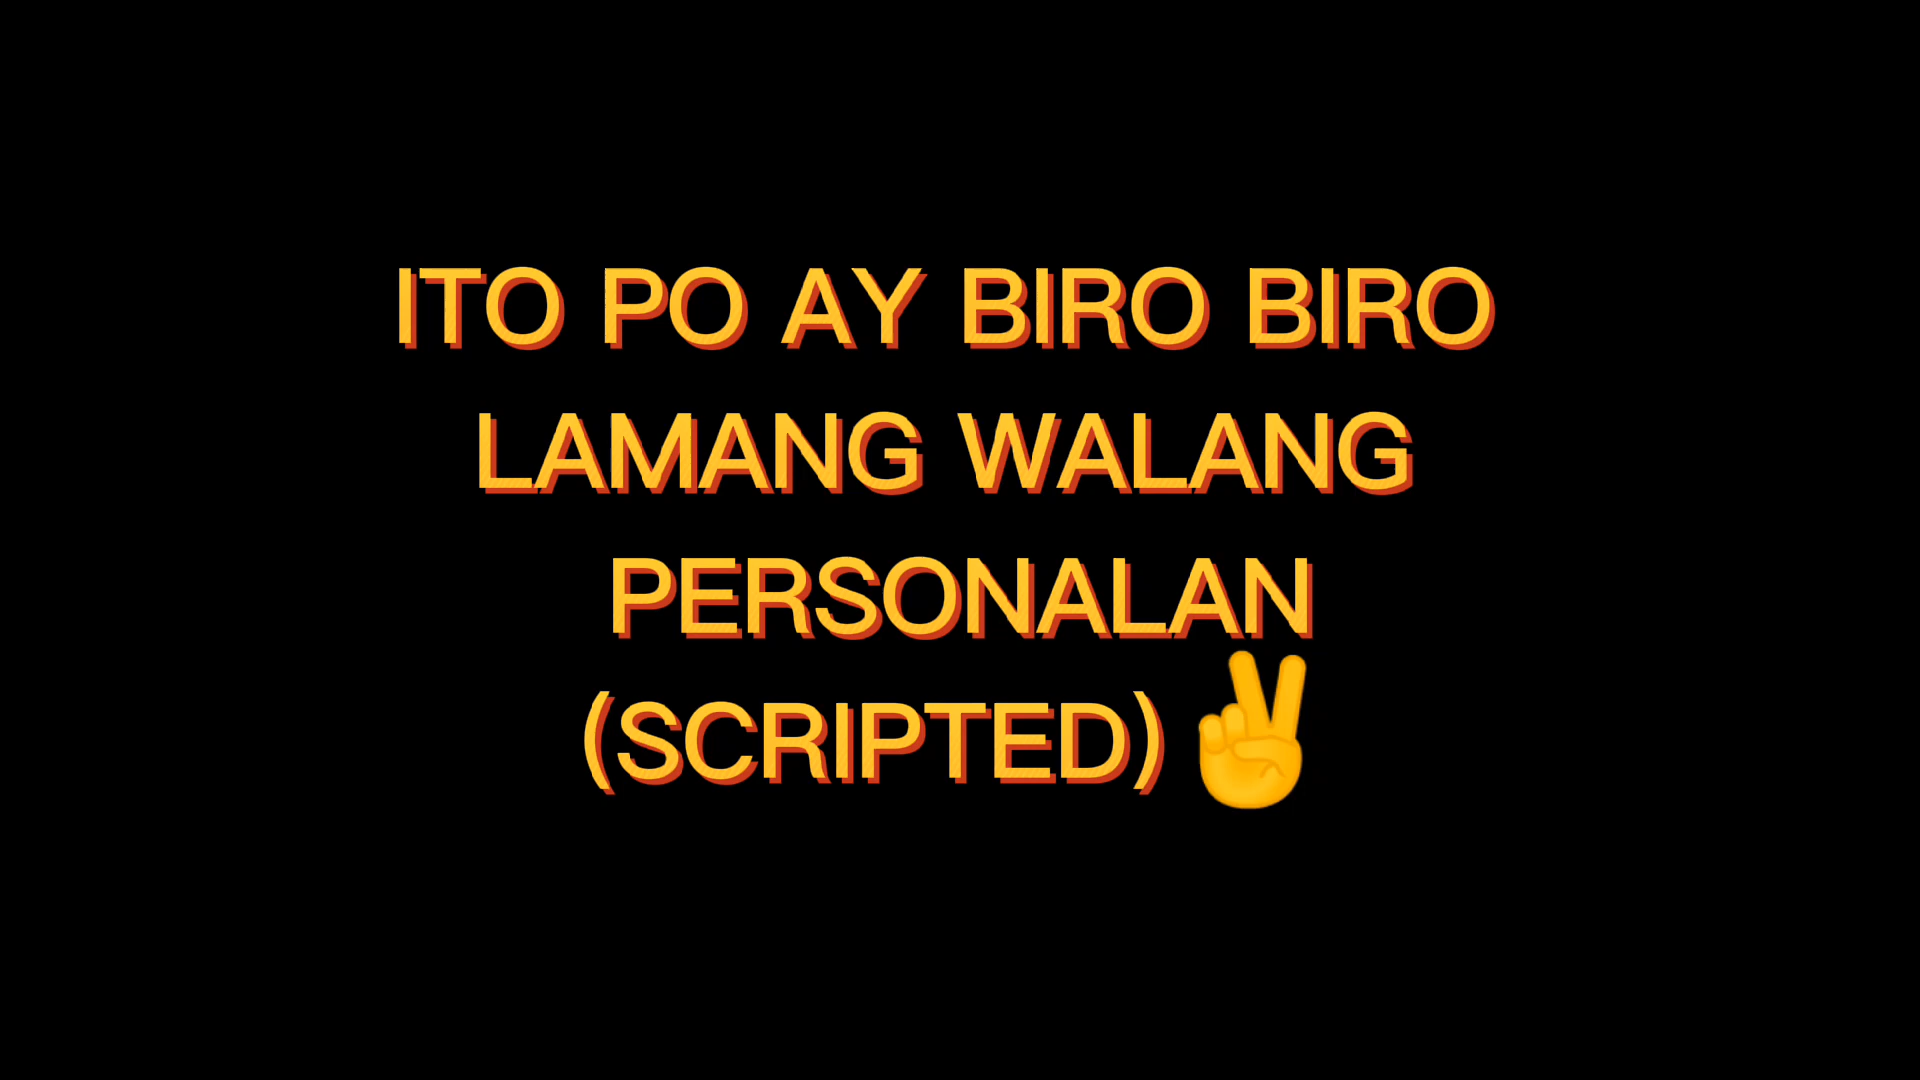 ITO PO AY BIRO BIRO
LAMANG WALANG
PERSONALAN
(SCRIPTED)✌️